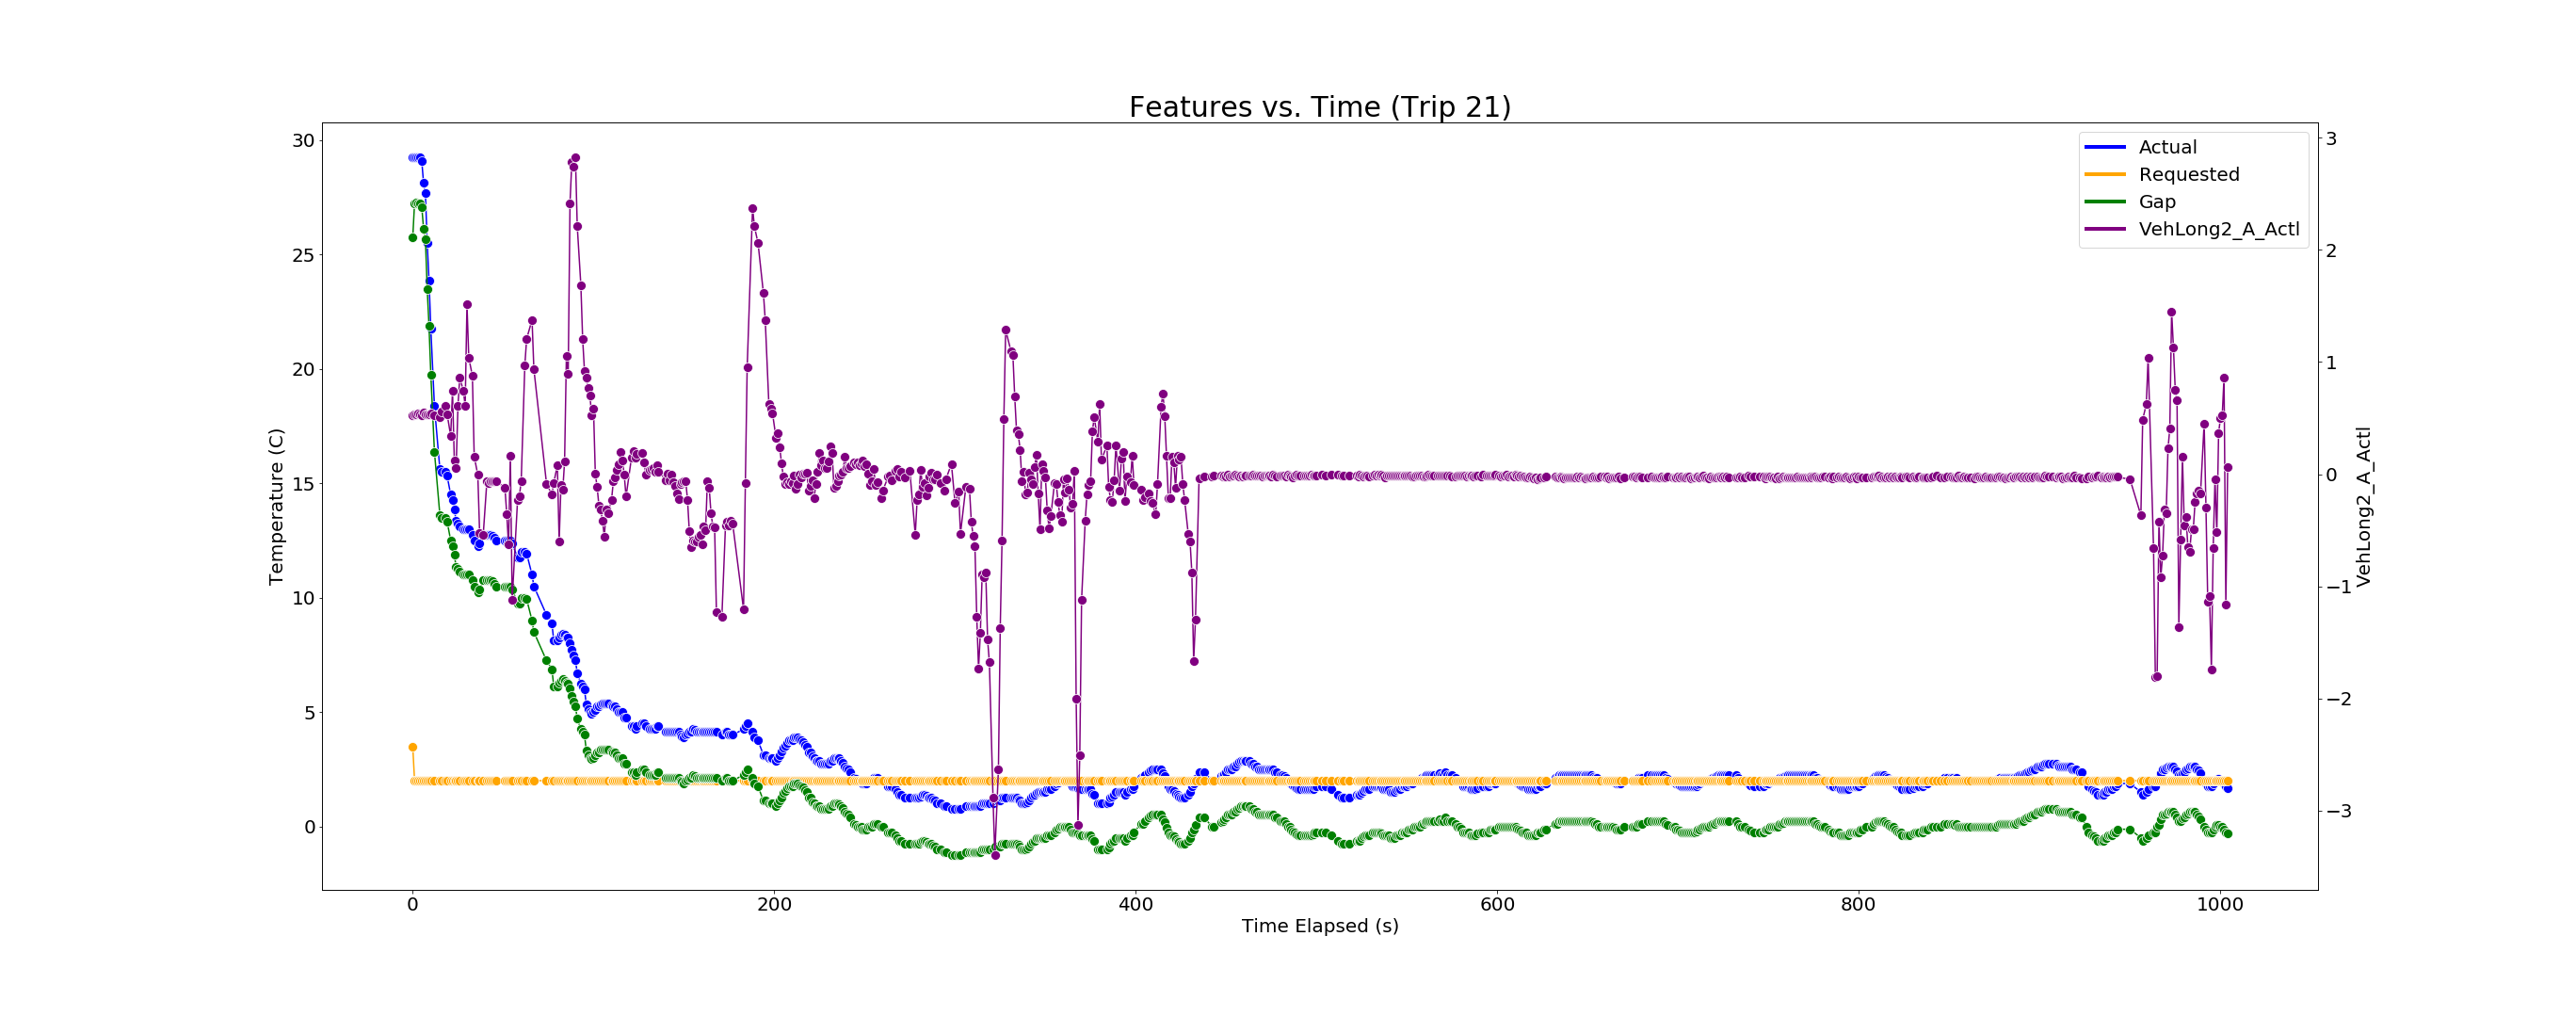 Features vs. Time (Trip 21)
Actual
Requested
Gap
VehLong2_A_Actl
30
25
20
15
10
5
0
Temperature (C)
3
2
1
0
−1
−2
−3
VehLong2_A_Actl
0 200 400 600 800 1000
Time Elapsed (s)